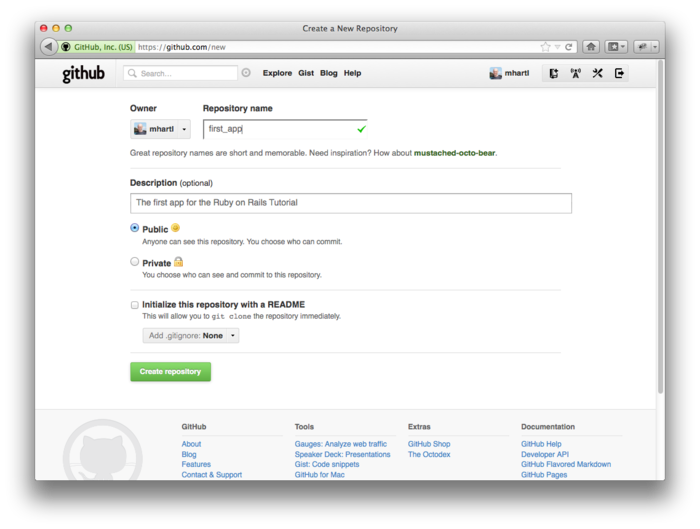 Create a New Repository
GitHub, Inc. (US) https://github.com/new
github Search... Explore Gist Blog Help mhartl
Owner Repository name
mhartl first_app
Great repository names are short and memorable. Need inspiration? How about mustached-octo-bear.
Description (optional)
The first app for the Ruby on Rails Tutorial
Public
Anyone can see this repository. You choose who can commit.
Private
You choose who can see and commit to this repository.
Initialize this repository with a README
This will allow you to git clone the repository immediately.
Add .gitignore: None
Create repository
GitHub Tools Extras Documentation
About Gauges: Analyze web traffic GitHub Shop GitHub Help
Blog Speaker Deck: Presentations The Octodex Developer API
Features Gist: Code snippets GitHub Flavored Markdown
Contact & Support GitHub for Mac GitHub Pages